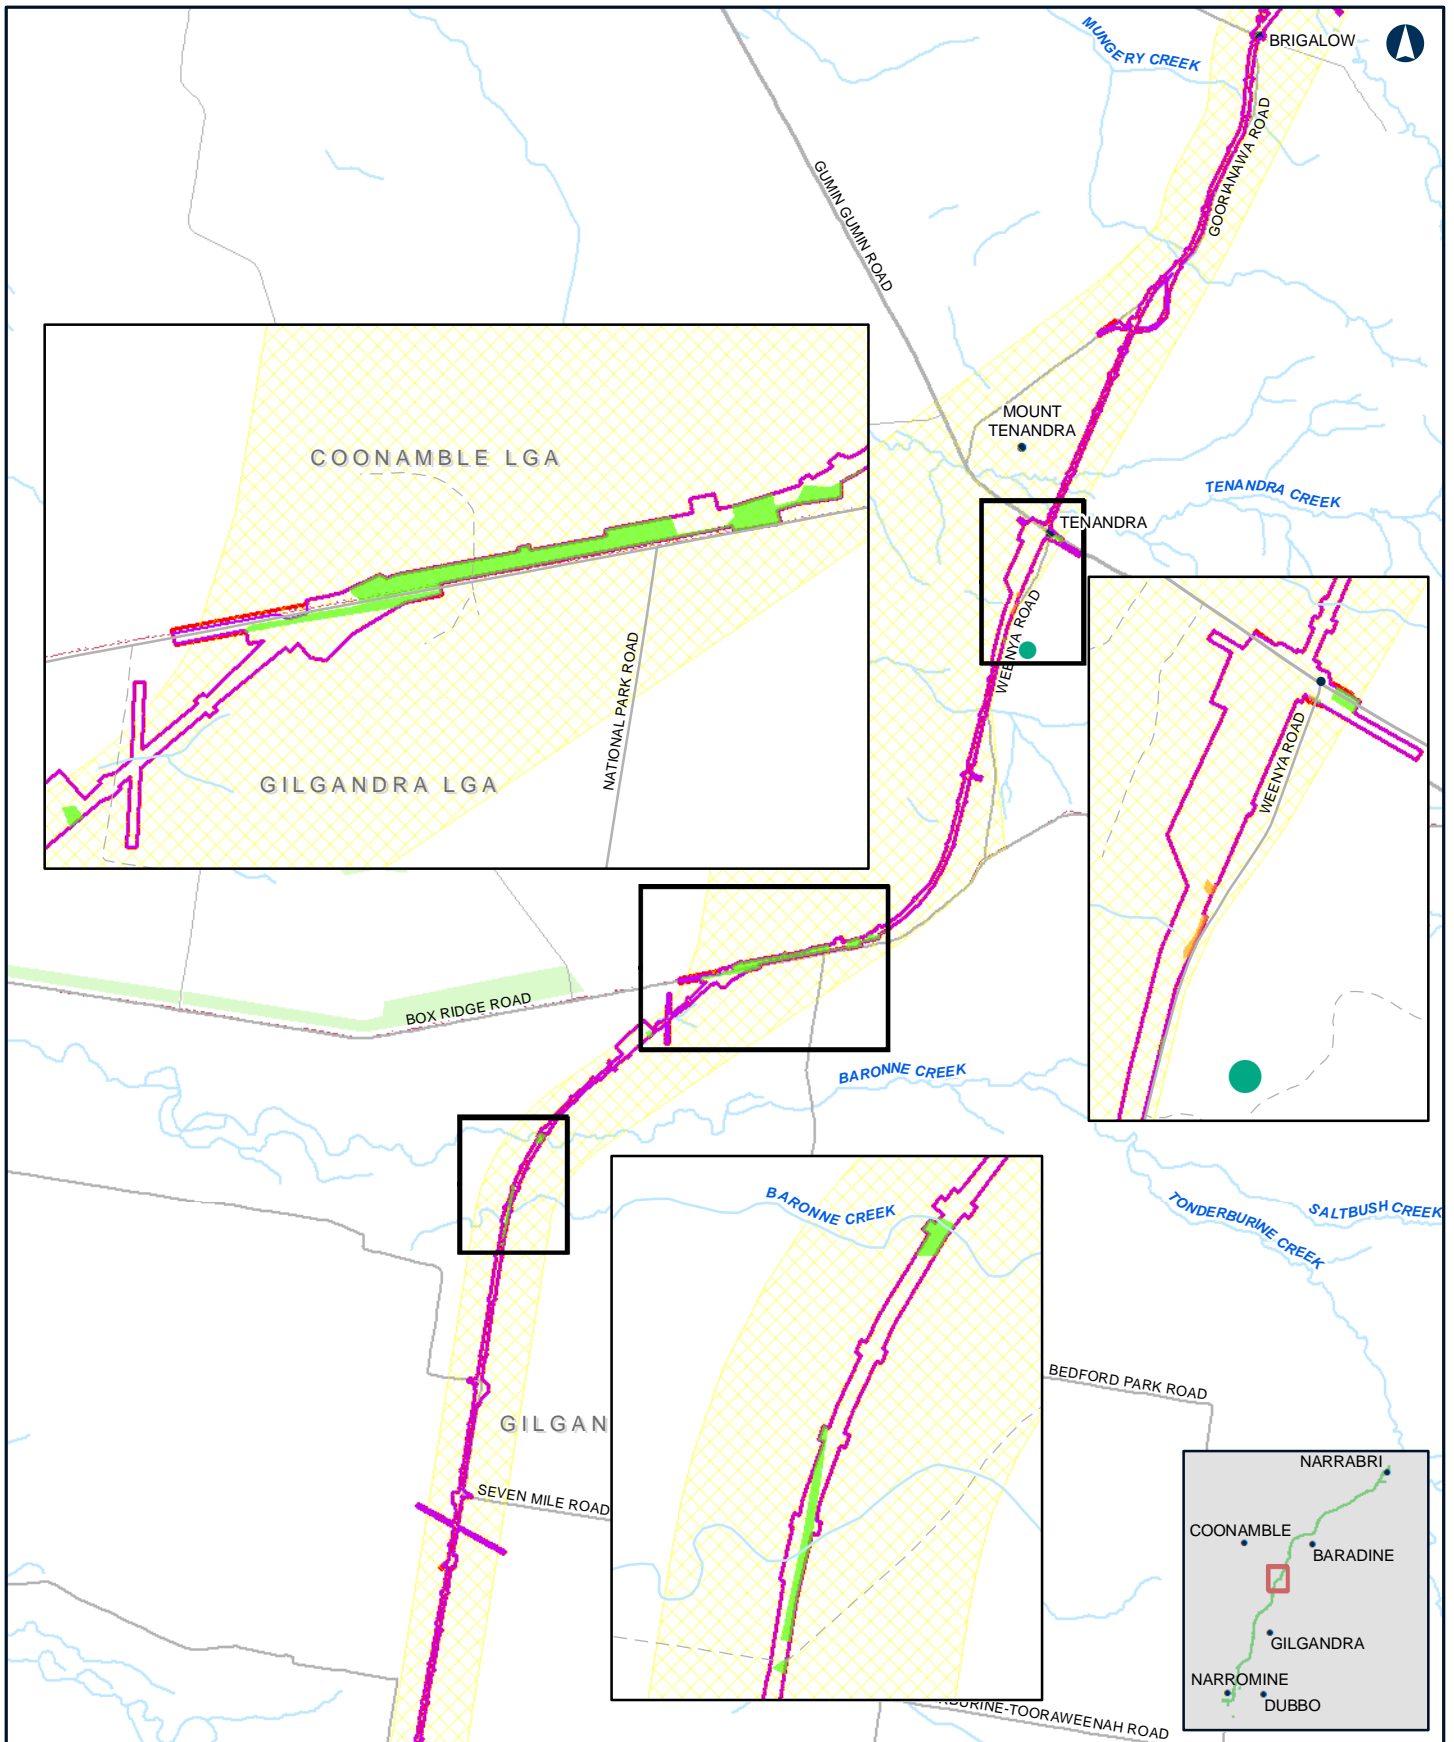 BRIGALOW
MUNGERY CREEK
GOORIANAWA ROAD
GUMIN GUMIN ROAD
MOUNT
TENANDRA
COONAMBLE LGA
TENANDRA CREEK
TENANDRA
WEENYA ROAD
NATIONAL PARK ROAD
GILGANDRA LGA
WEENYA ROAD
BOX RIDGE ROAD
BARONNE CREEK
BARONNE CREEK
SALTBUSH CREEK
TONDERBURINE CREEK
BEDFORD PARK ROAD
GILGAN
SEVEN MILE ROAD
NARRABRI
COONAMBLE
BARADINE
GILGANDRA
NARROMINE
DUBBO
BURINE-TOORAWEENAH ROAD